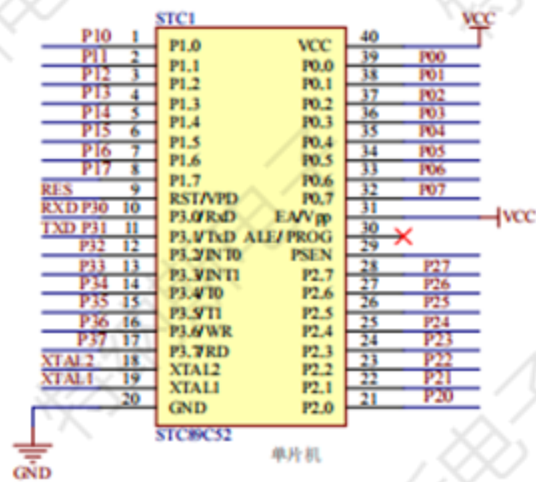 STC1
VCC
P10 1 P1.0 VCC 40
P11 2 P1.1 P0.0 39 P00
P12 3 P1.2 P0.1 38 P01
P13 4 P1.3 P0.2 37 P02
P14 5 P1.4 P0.3 36 P03
P15 6 P1.5 P0.4 35 P04
P16 7 P1.6 P0.5 34 P05
P17 8 P1.7 P0.6 33 P06
RES 9 RST/VPD P0.7 32 P07
RXD P30 10 P3.0/RxD EA/Vpp 31 VCC
TXD P31 11 P3.1/TxD ALE/PROG 30
P32 12 P3.2/INT0 PSEN 29
P33 13 P3.3/INT1 P2.7 28 P27
P34 14 P3.4/T0 P2.6 27 P26
P35 15 P3.5/T1 P2.5 26 P25
P36 16 P3.6/WR P2.4 25 P24
P37 17 P3.7/RD P2.3 24 P23
XTAL2 18 XTAL2 P2.2 23 P22
XTAL1 19 XTAL1 P2.1 22 P21
20 GND P2.0 21 P20
STC89C52
单片机
GND